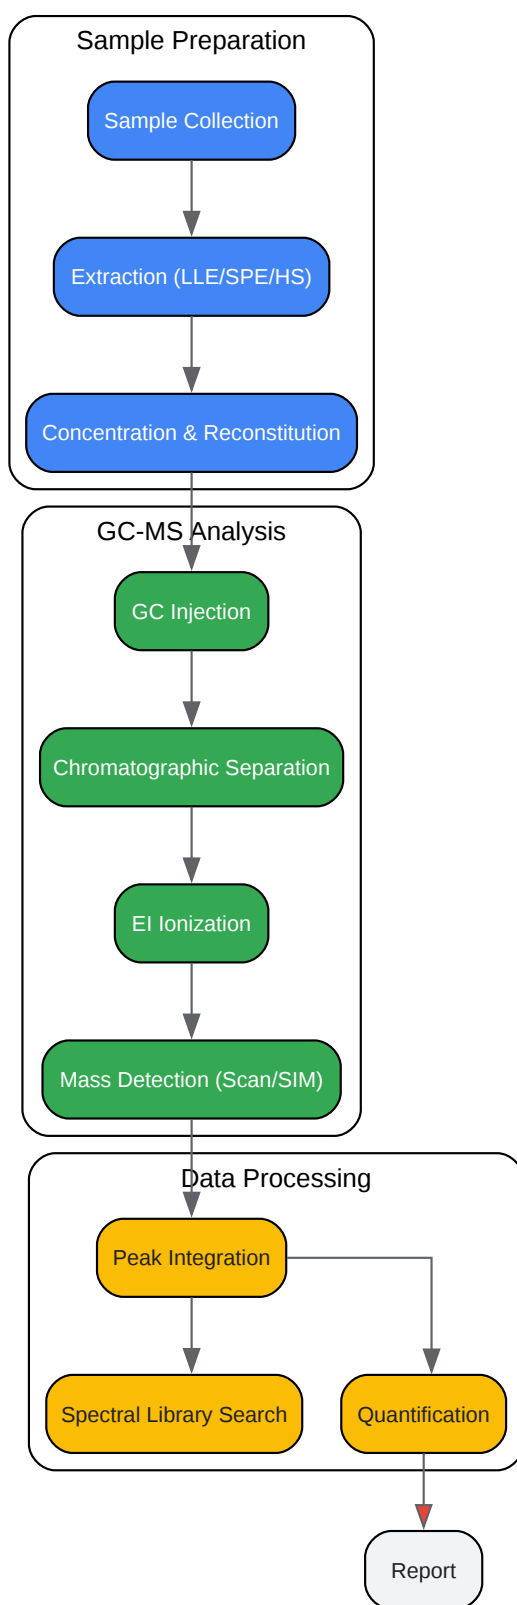 Sample Preparation
Sample Collection
Extraction (LLE/SPE/HS)
Concentration & Reconstitution
GC-MS Analysis
GC Injection
Chromatographic Separation
EI Ionization
Mass Detection (Scan/SIM)
Data Processing
Peak Integration
Spectral Library Search
Quantification
Report